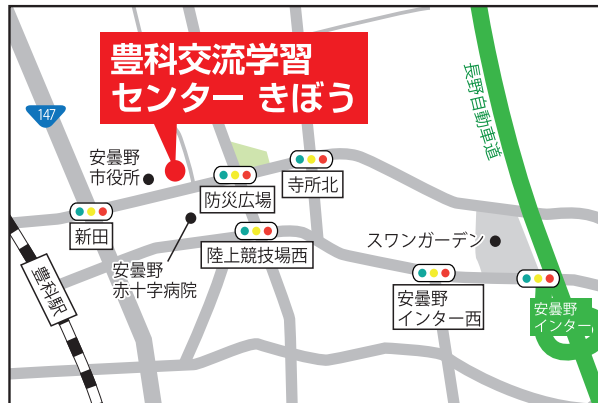 豊科交流学習
センター きぼう
147
長野自動車道
安曇野
市役所
寺所北
防災広場
新田
陸上競技場西
スワンガーデン
安曇野
赤十字病院
豊科駅
安曇野
インター西
安曇野
インター